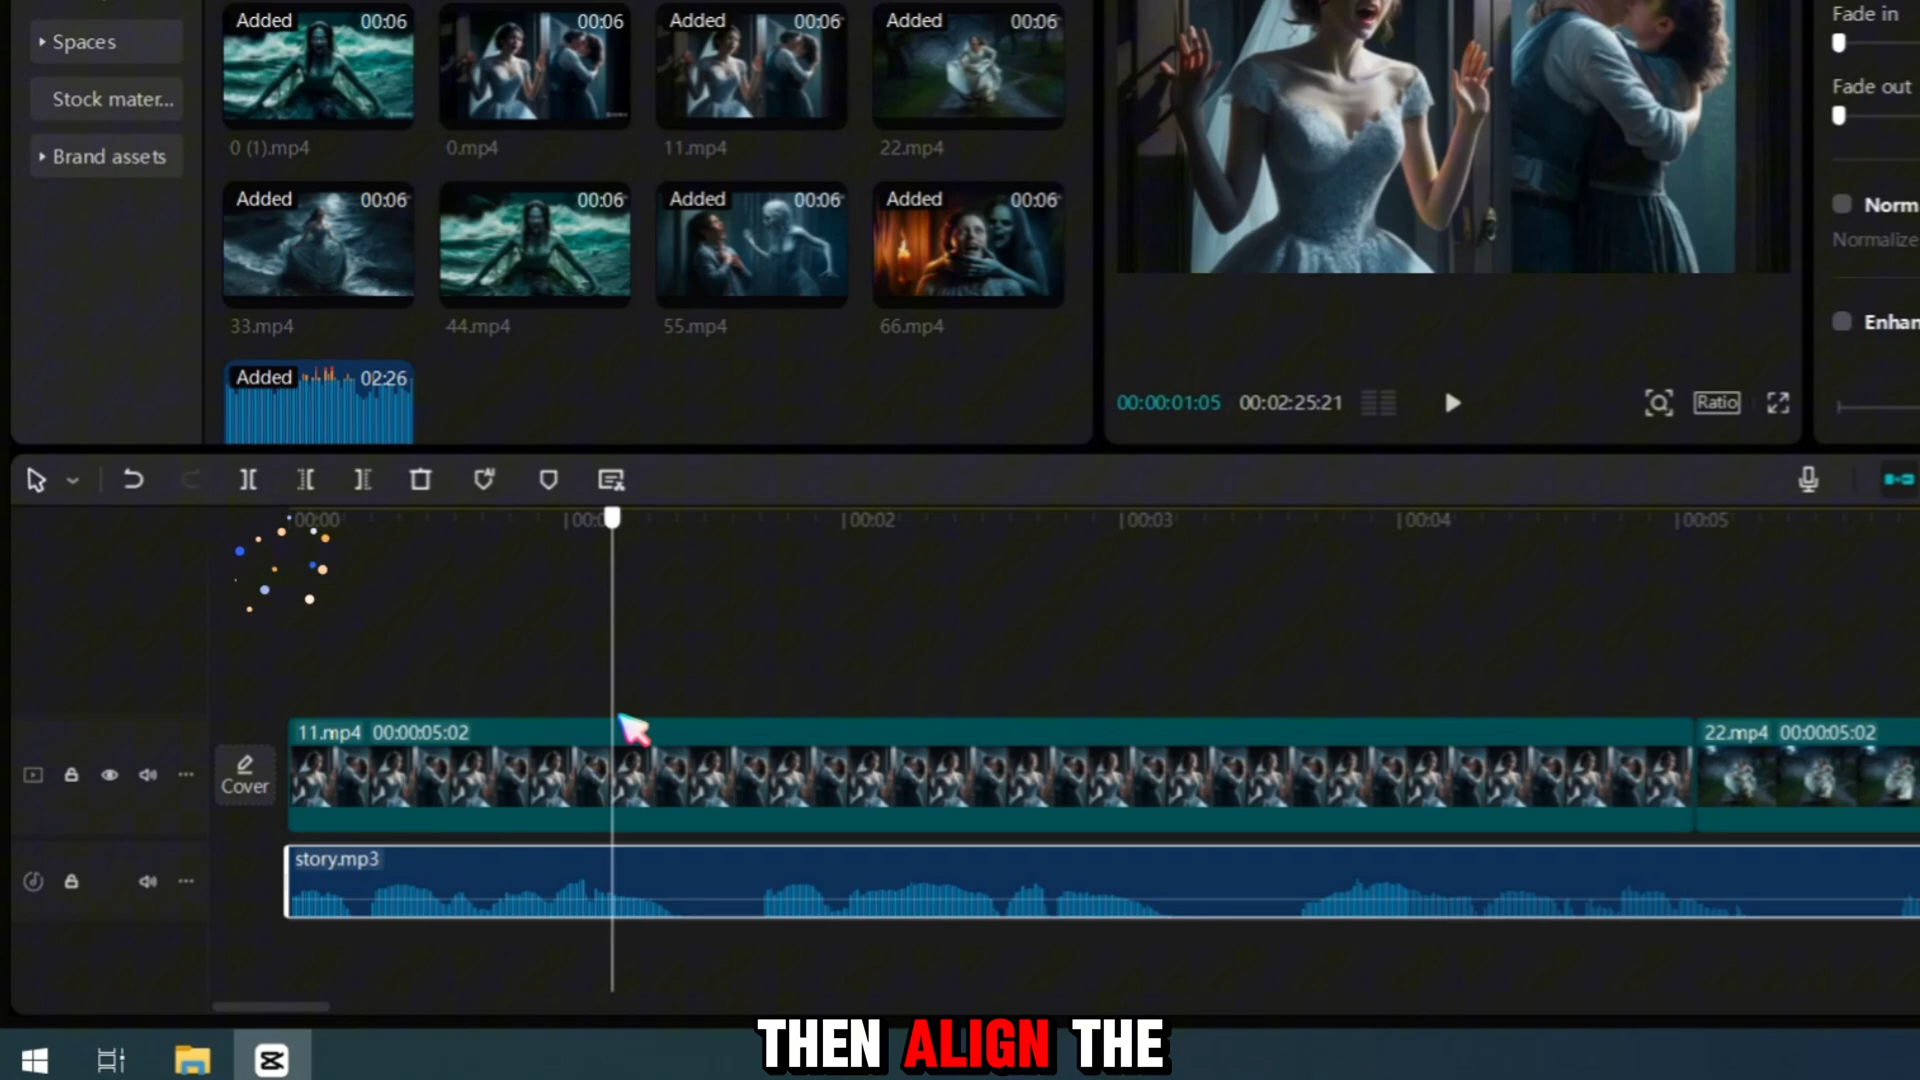 Spaces
Stock mater...
Brand assets
Added 00:06
00:06
Added 00:06
Added 00:06
0 (1).mp4
0.mp4
11.mp4
22.mp4
Added 00:06
00:06
Added 00:06
Added 00:06
33.mp4
44.mp4
55.mp4
66.mp4
Added 02:26
00:00:01:05 00:02:25:21
Ratio
Fade in
Fade out
Norm
Normalize
Enhan
00:00
00:02
00:03
00:04
00:05
11.mp4 00:00:05:02
22.mp4 00:00:05:02
Cover
story.mp3
THEN ALIGN THE